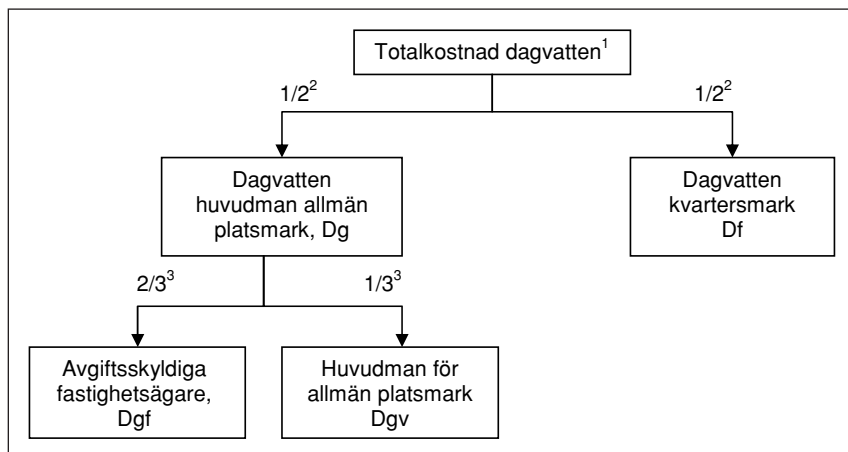 Totalkostnad dagvatten¹
1/2² 1/2²
Dagvatten
huvudman allmän
platsmark, Dg
Dagvatten
kvartersmark
Df
2/3³ 1/3³
Avgiftsskyldiga
fastighetsägare,
Dgf
Huvudman för
allmän platsmark
Dgv